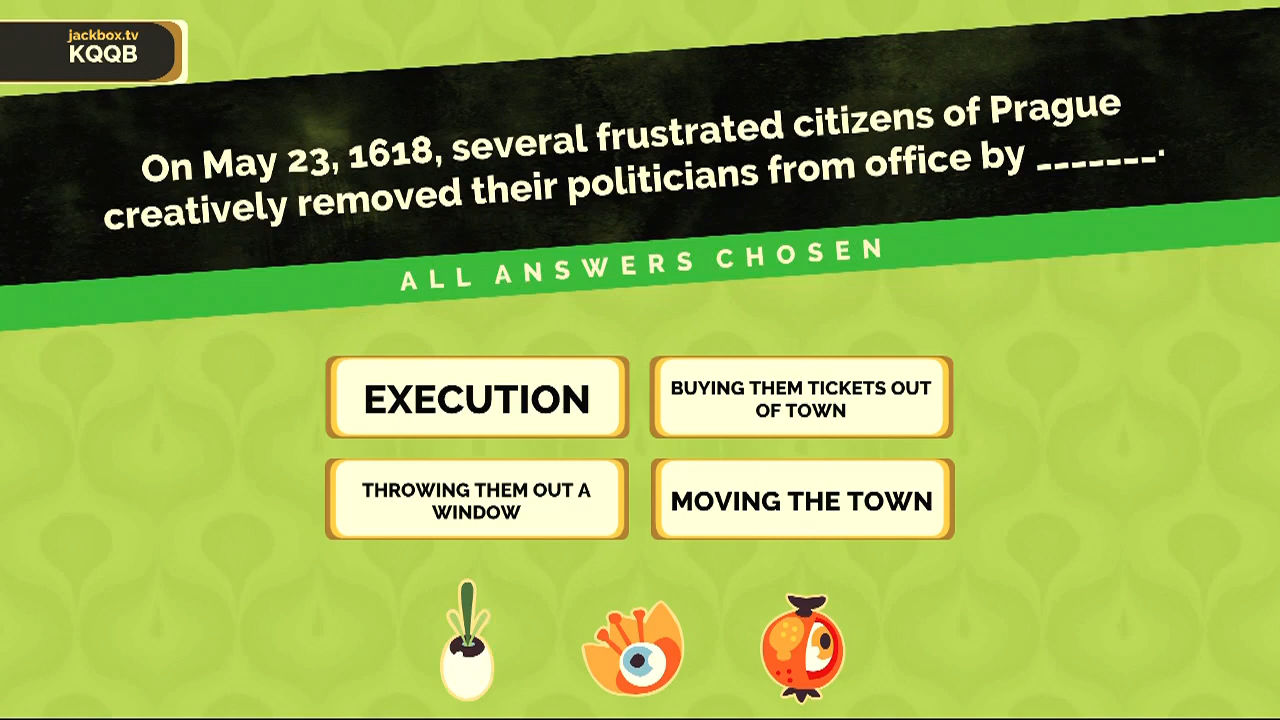 jackbox.tv
KQQB
On May 23, 1618, several frustrated citizens of Prague
creatively removed their politicians from office by _______.
ALL ANSWERS CHOSEN
EXECUTION
BUYING THEM TICKETS OUT
OF TOWN
THROWING THEM OUT A
WINDOW
MOVING THE TOWN